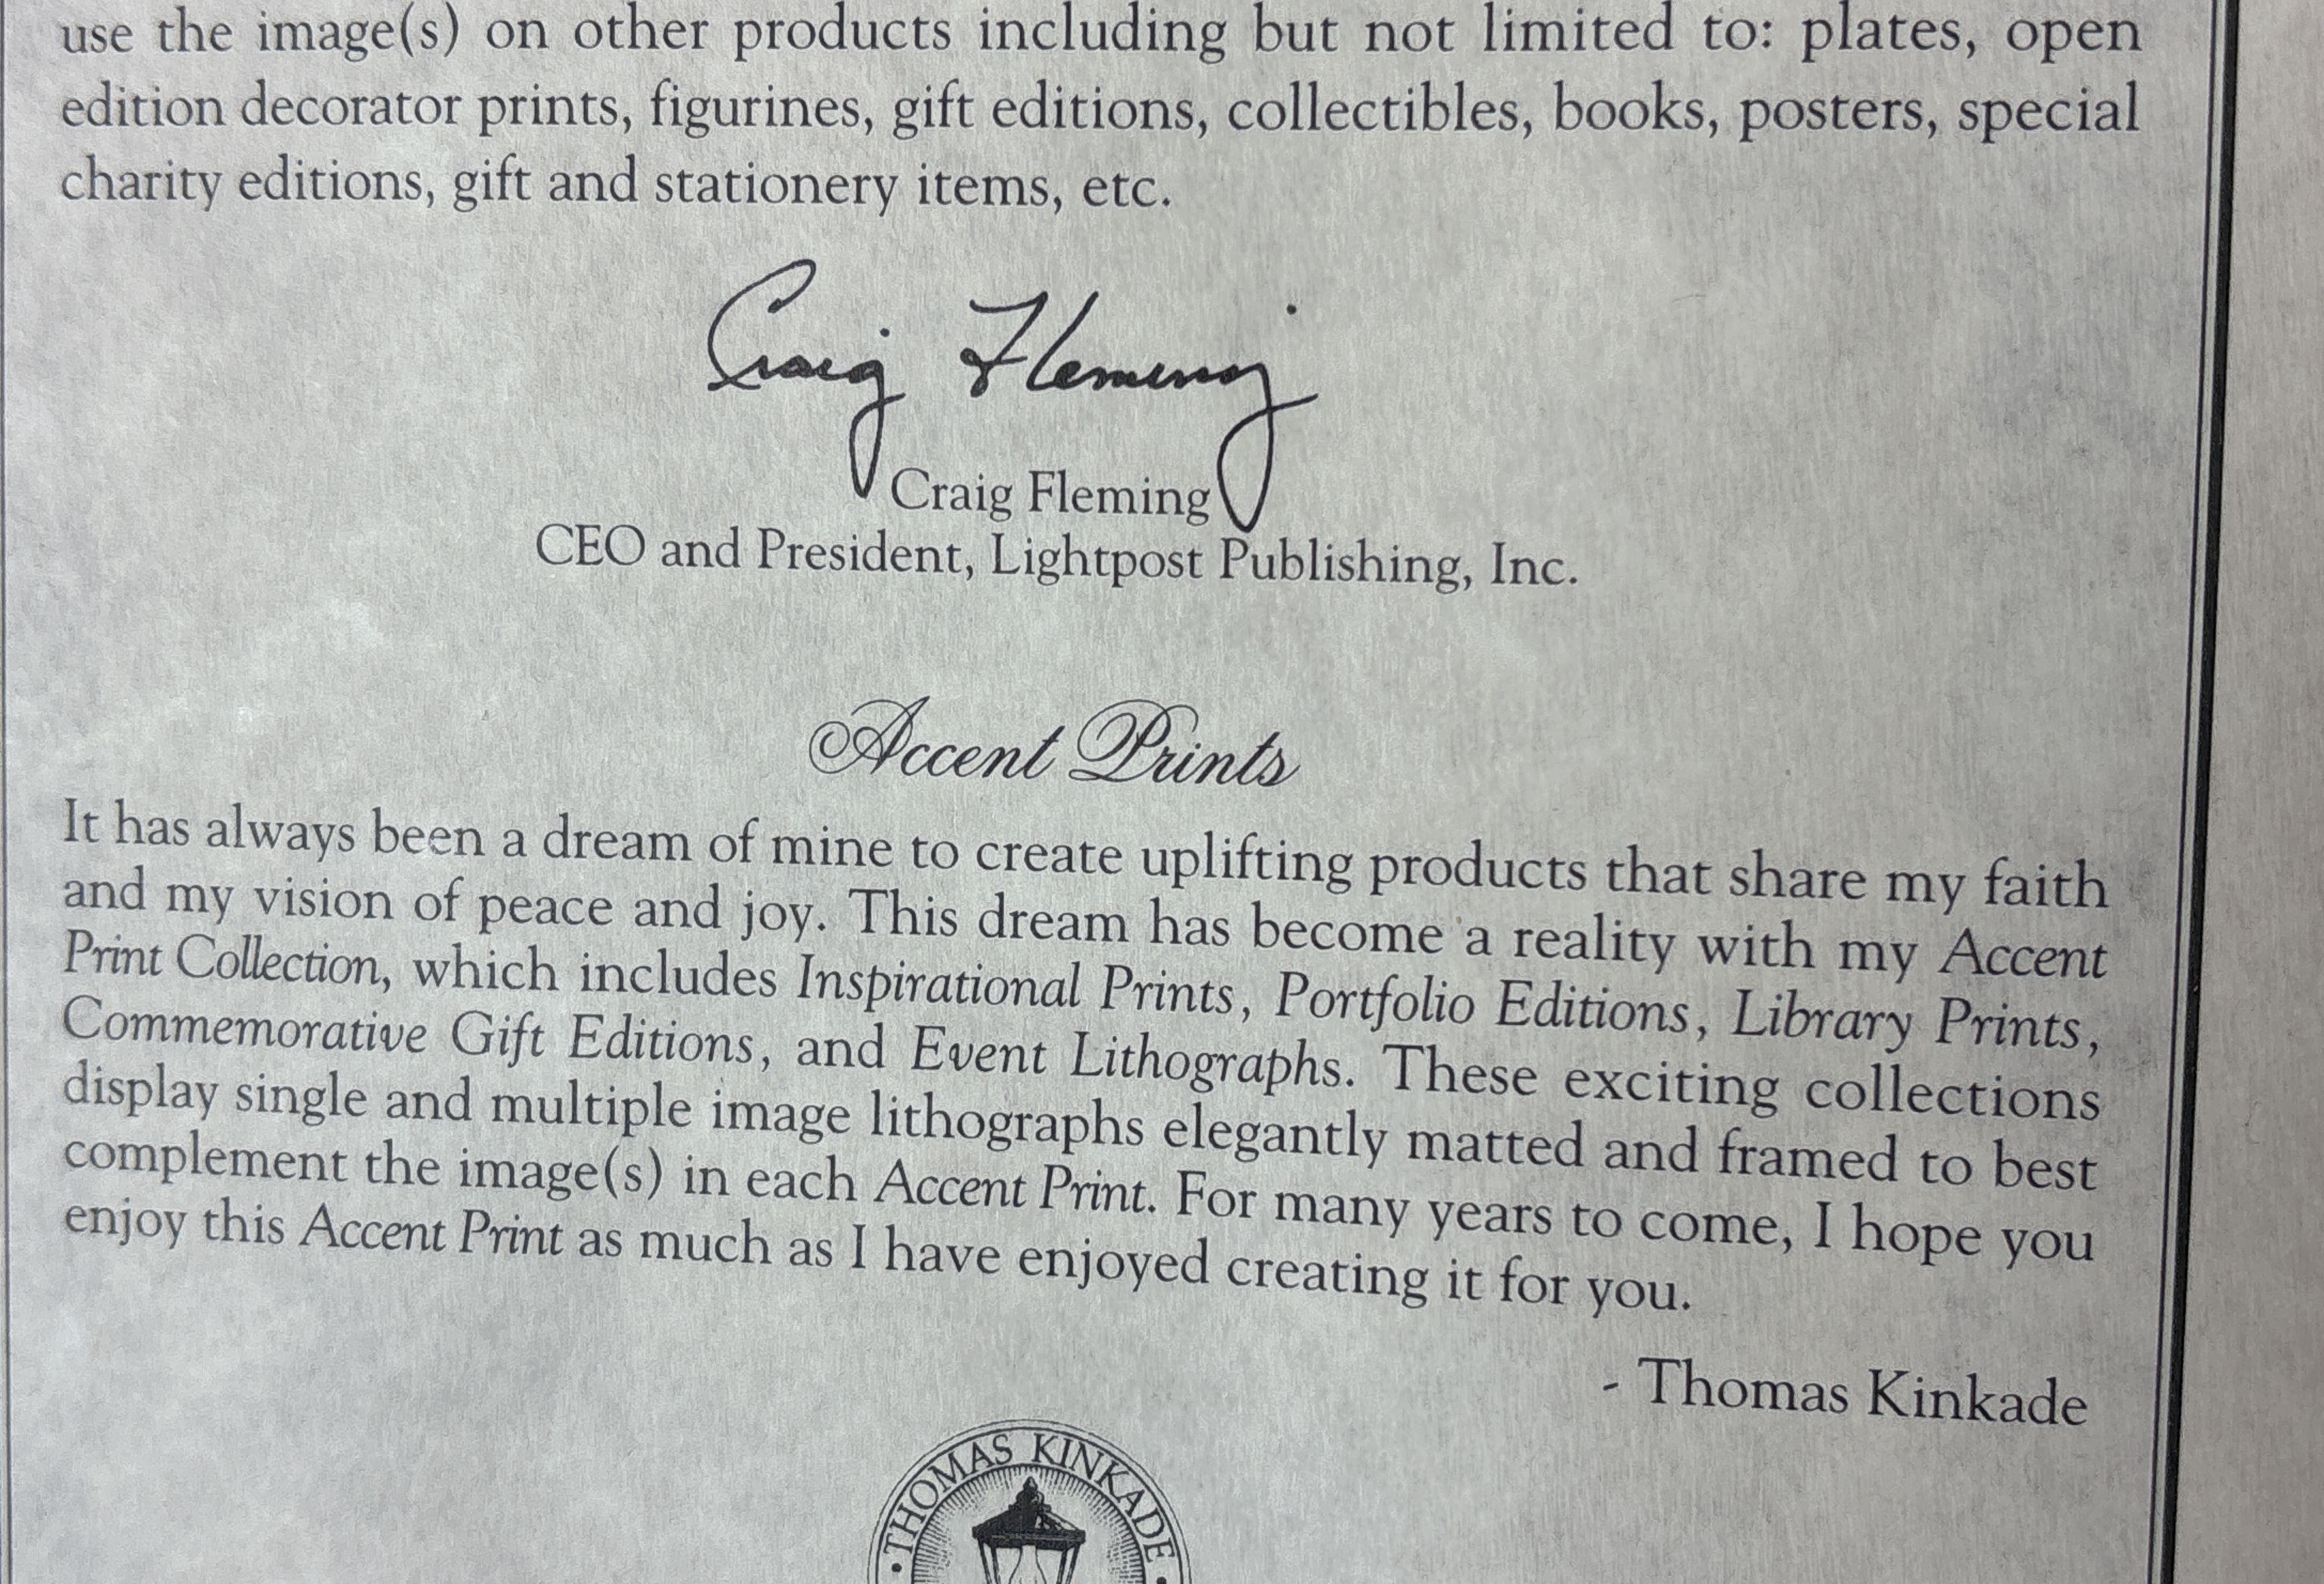 use the image(s) on other products including but not limited to: plates, open
edition decorator prints, figurines, gift editions, collectibles, books, posters, special
charity editions, gift and stationery items, etc.
Craig Fleming
Craig Fleming
CEO and President, Lightpost Publishing, Inc.
Accent Prints
It has always been a dream of mine to create uplifting products that share my faith
and my vision of peace and joy. This dream has become a reality with my Accent
Print Collection, which includes Inspirational Prints, Portfolio Editions, Library Prints,
Commemorative Gift Editions, and Event Lithographs. These exciting collections
display single and multiple image lithographs elegantly matted and framed to best
complement the image(s) in each Accent Print. For many years to come, I hope you
enjoy this Accent Print as much as I have enjoyed creating it for you.
- Thomas Kinkade
• THOMAS KINKADE •